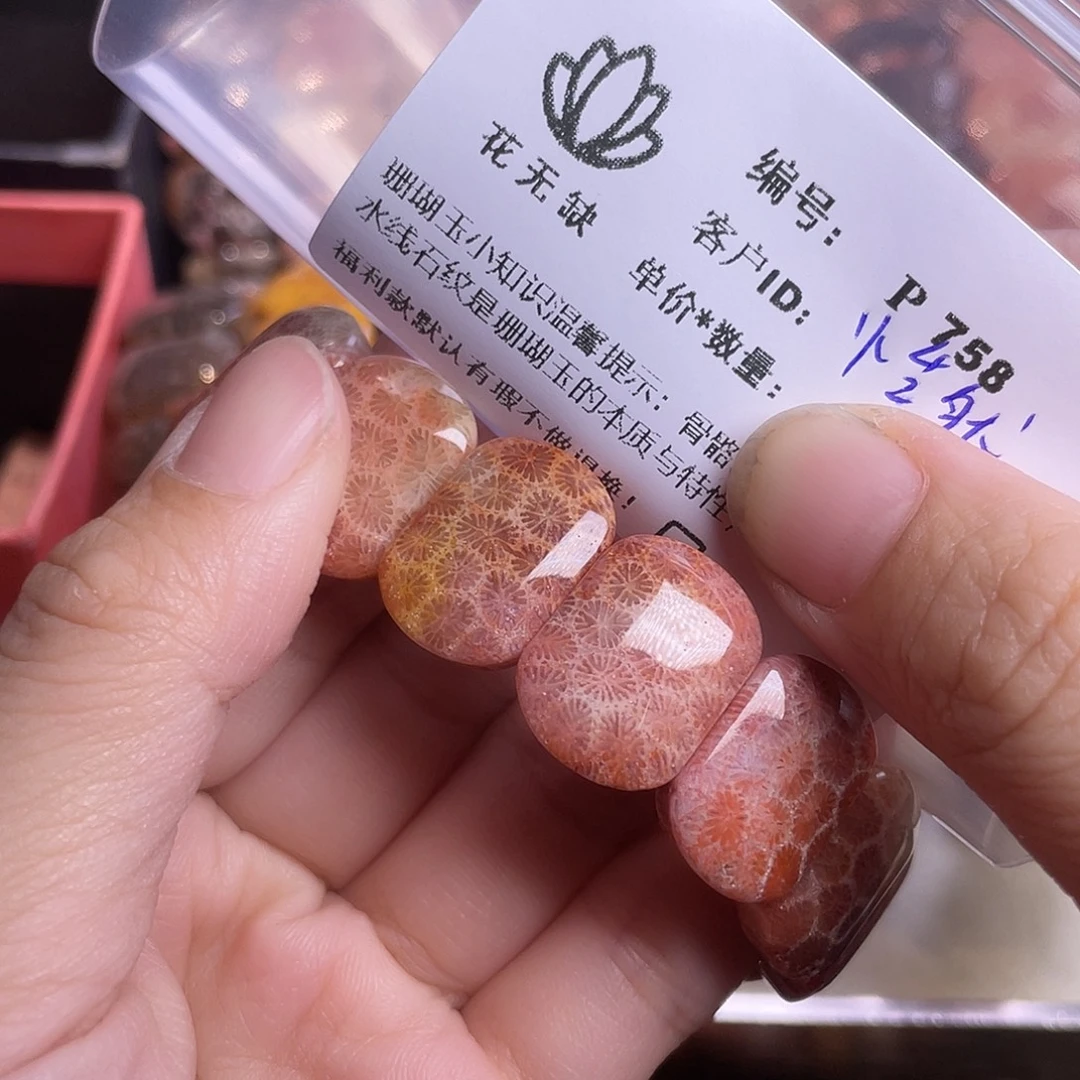 花无缺
编号:
P 758
客户ID:
单价*数量:
珊瑚玉小知识温馨提示:骨骼
水线石纹是珊瑚玉的本质与特性,
福利款默认有瑕不做退换!